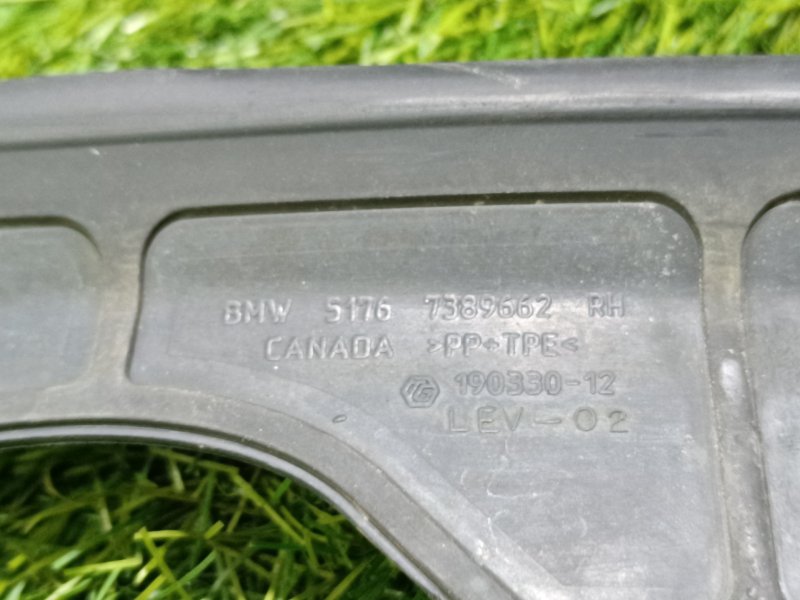 BMW 5176 7389662 RH
CANADA >PP+TPE<
190330-12
LEV-02